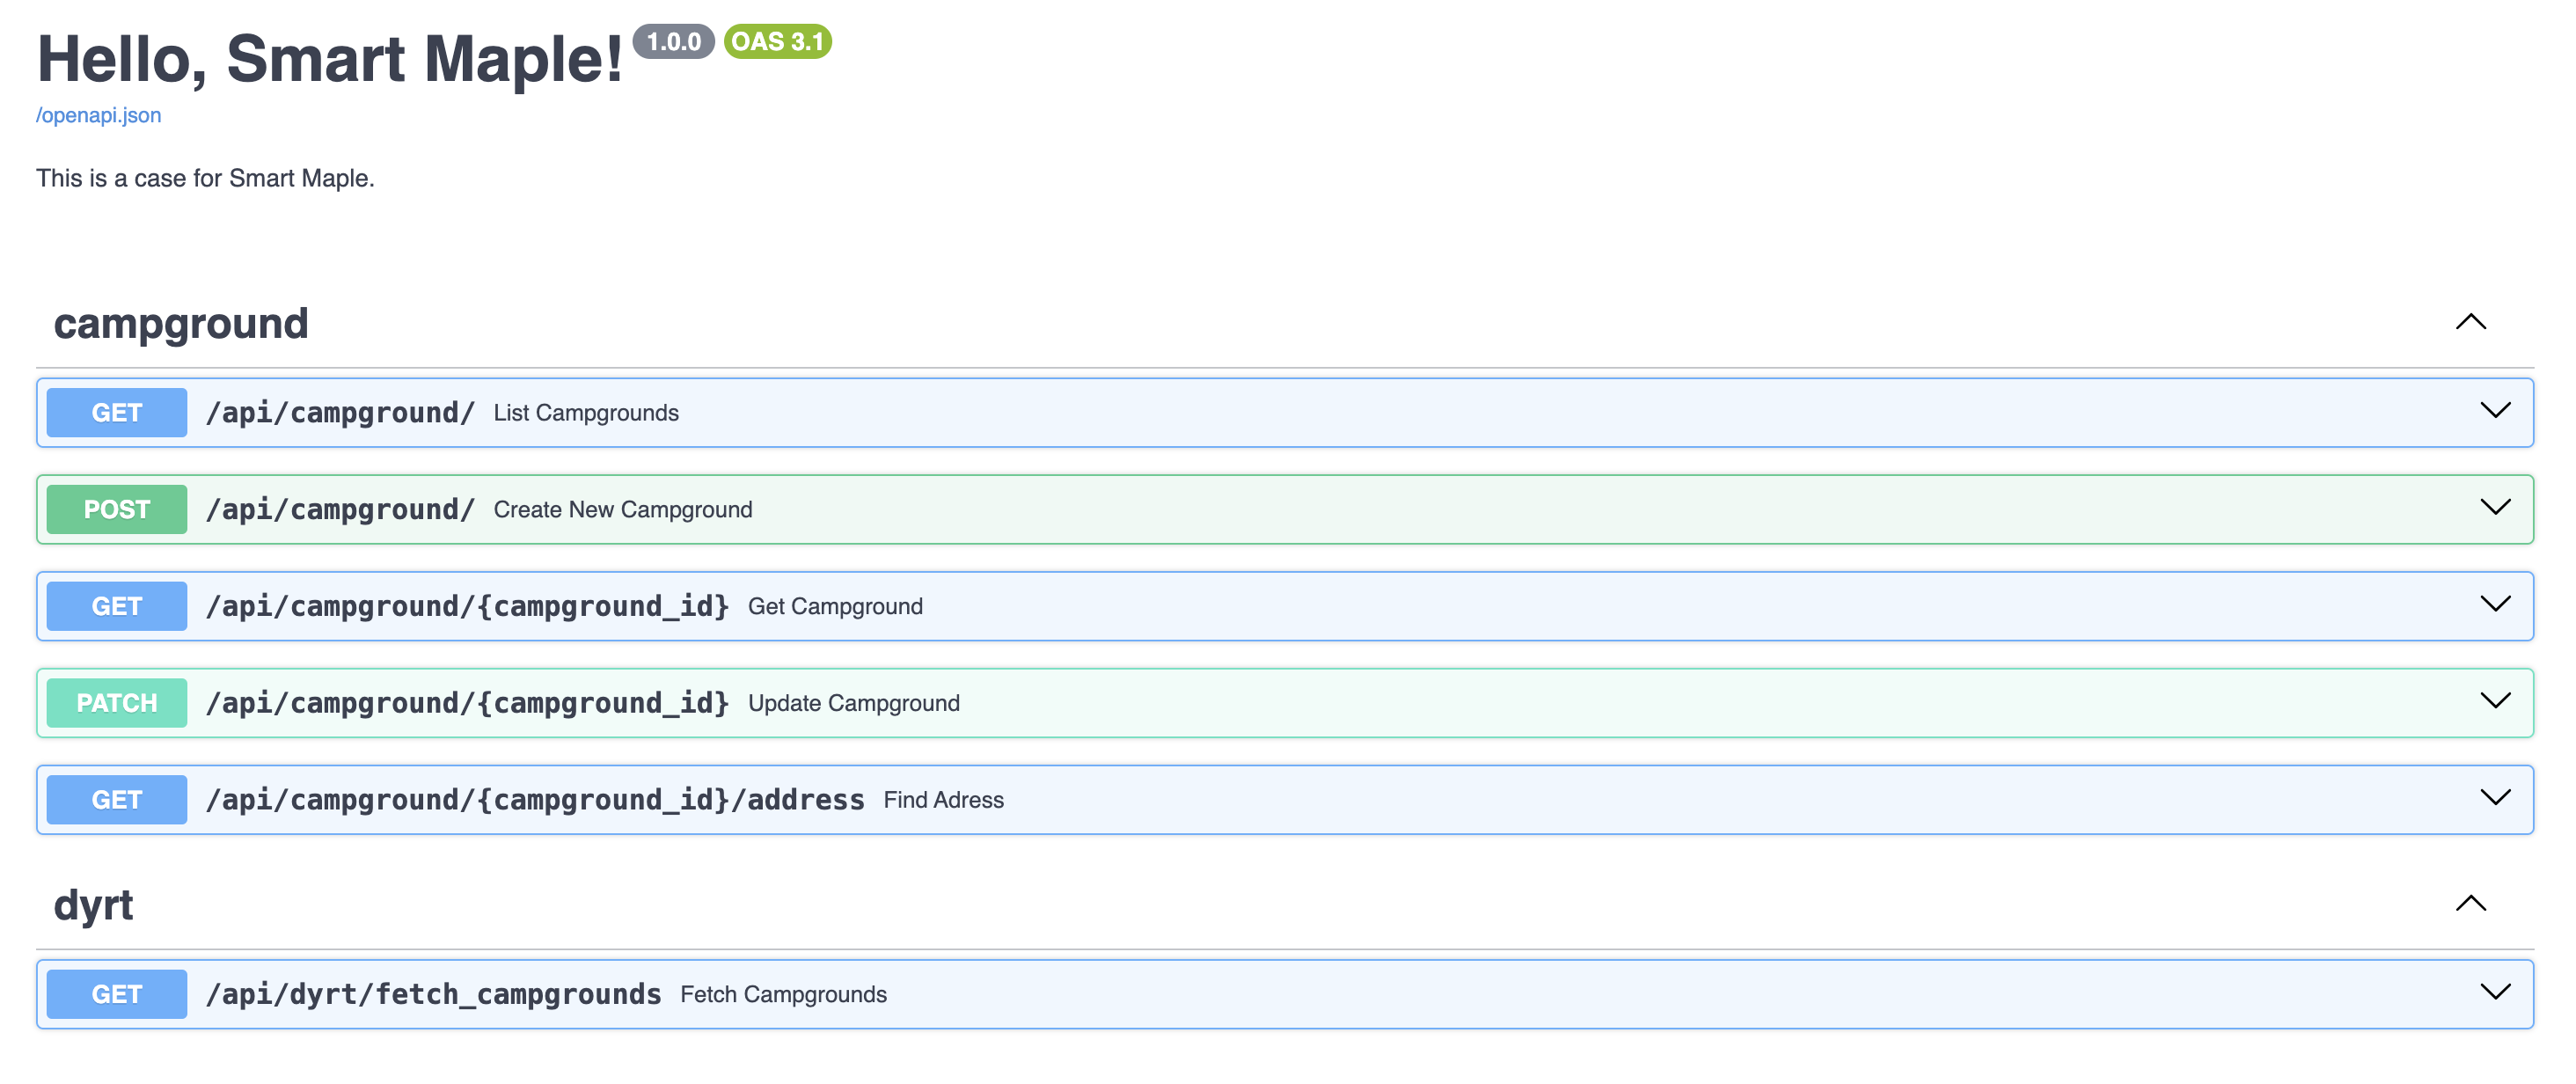 Hello, Smart Maple! 1.0.0 OAS 3.1
/openapi.json
This is a case for Smart Maple.
campground
GET /api/campground/ List Campgrounds
POST /api/campground/ Create New Campground
GET /api/campground/{campground_id} Get Campground
PATCH /api/campground/{campground_id} Update Campground
GET /api/campground/{campground_id}/address Find Adress
dyrt
GET /api/dyrt/fetch_campgrounds Fetch Campgrounds